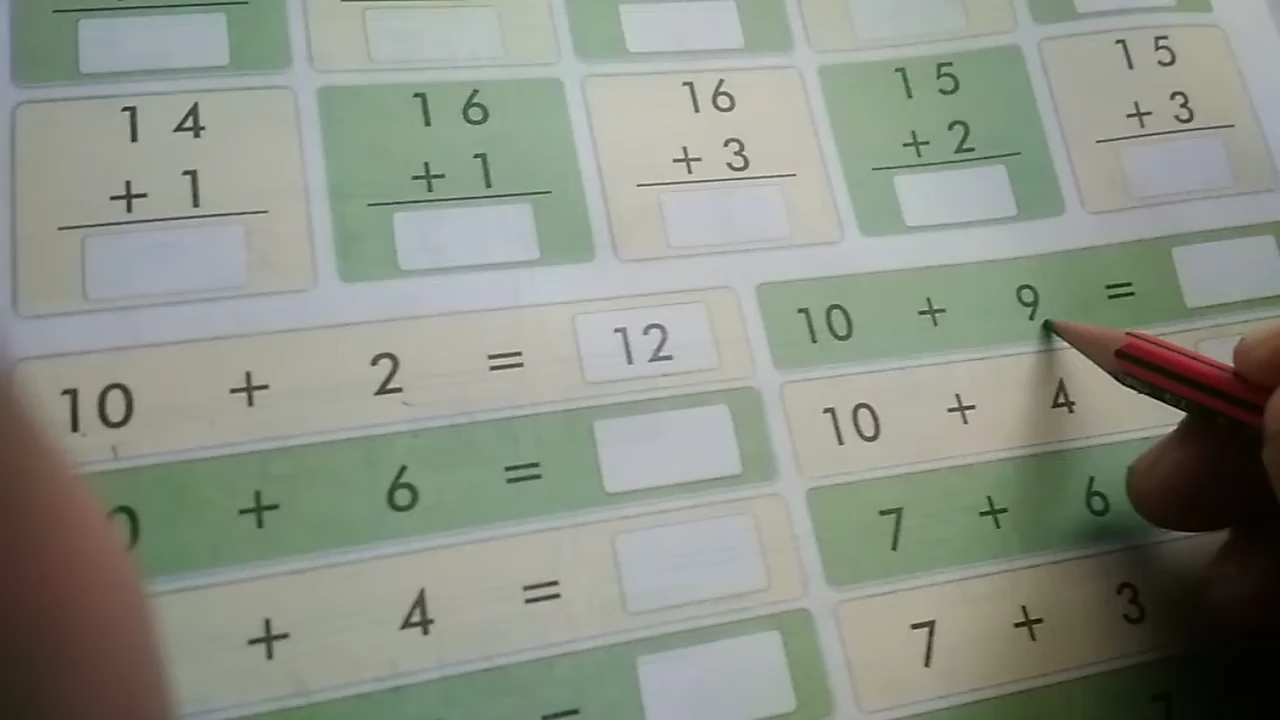 14 16 16 15 15
+ 1 + 1 + 3 + 2 + 3
10 + 2 = 12
+ 6 =
+ 4 =
10 + 9 =
10 + 4
7 + 6
7 + 3